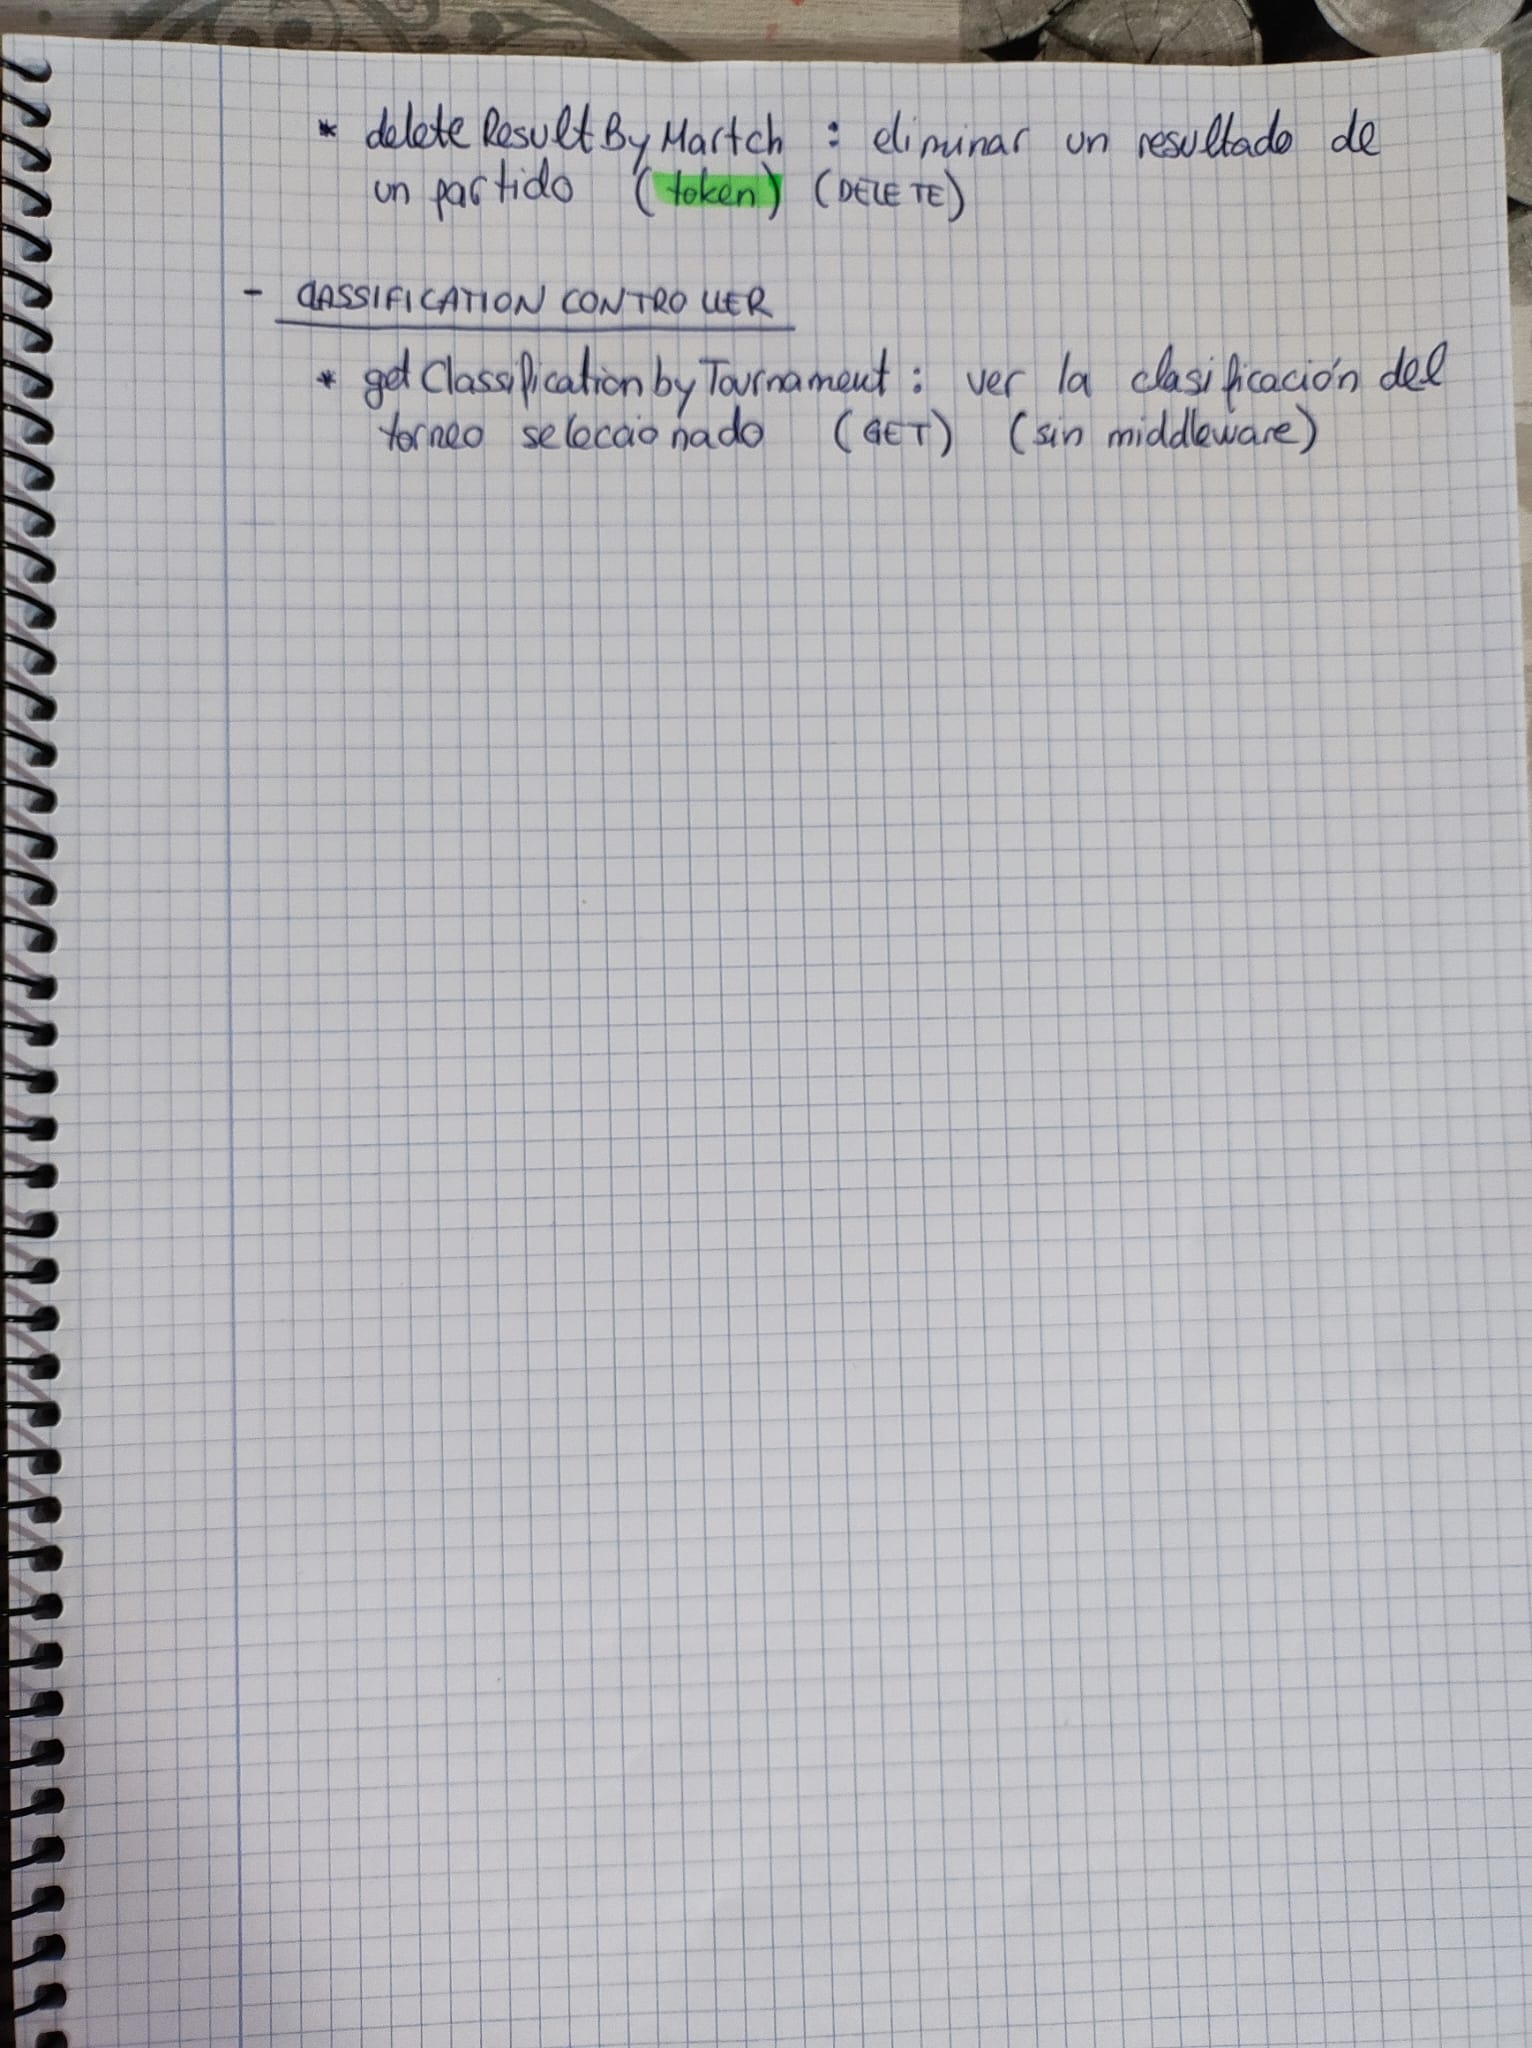 * deleteResultByMartch : eliminar un resultado de
un partido (token) (DELETE)
- CLASSIFICATION CONTROLLER
* getClassificationbyTournament : ver la clasificación del
torneo seleccionado (GET) (sin middleware)